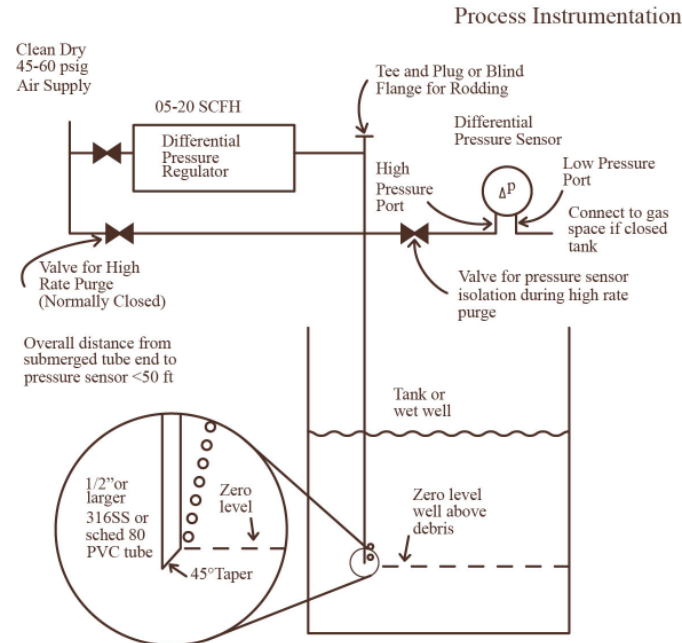 Process Instrumentation
Clean Dry
45-60 psig
Air Supply
05-20 SCFH
Differential
Pressure
Regulator
Tee and Plug or Blind
Flange for Rodding
Differential
Pressure Sensor
High
Pressure
Port
Δp
Low Pressure
Port
Connect to gas
space if closed
tank
Valve for High
Rate Purge
(Normally Closed)
Valve for pressure sensor
isolation during high rate
purge
Overall distance from
submerged tube end to
pressure sensor <50 ft
Tank or
wet well
1/2"or
larger
316SS or
sched 80
PVC tube
Zero
level
45°Taper
Zero level
well above
debris